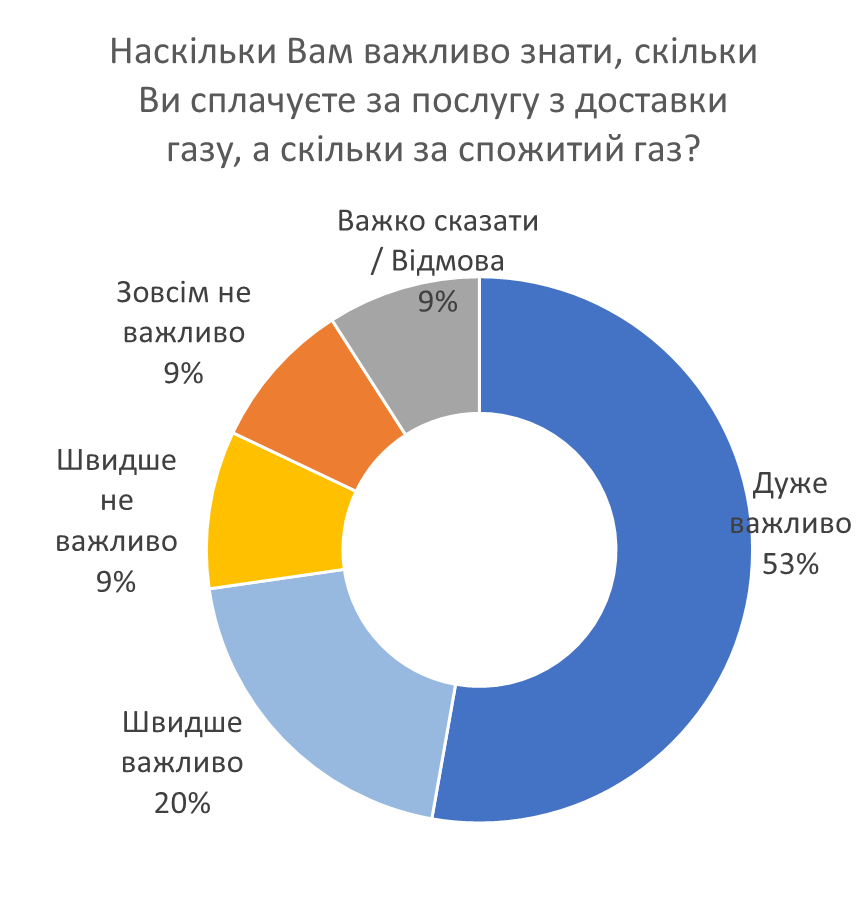 Наскільки Вам важливо знати, скільки
Ви сплачуєте за послугу з доставки
газу, а скільки за спожитий газ?
Важко сказати
/ Відмова
9%
Зовсім не
важливо
9%
Швидше
не
важливо
9%
Дуже
важливо
53%
Швидше
важливо
20%